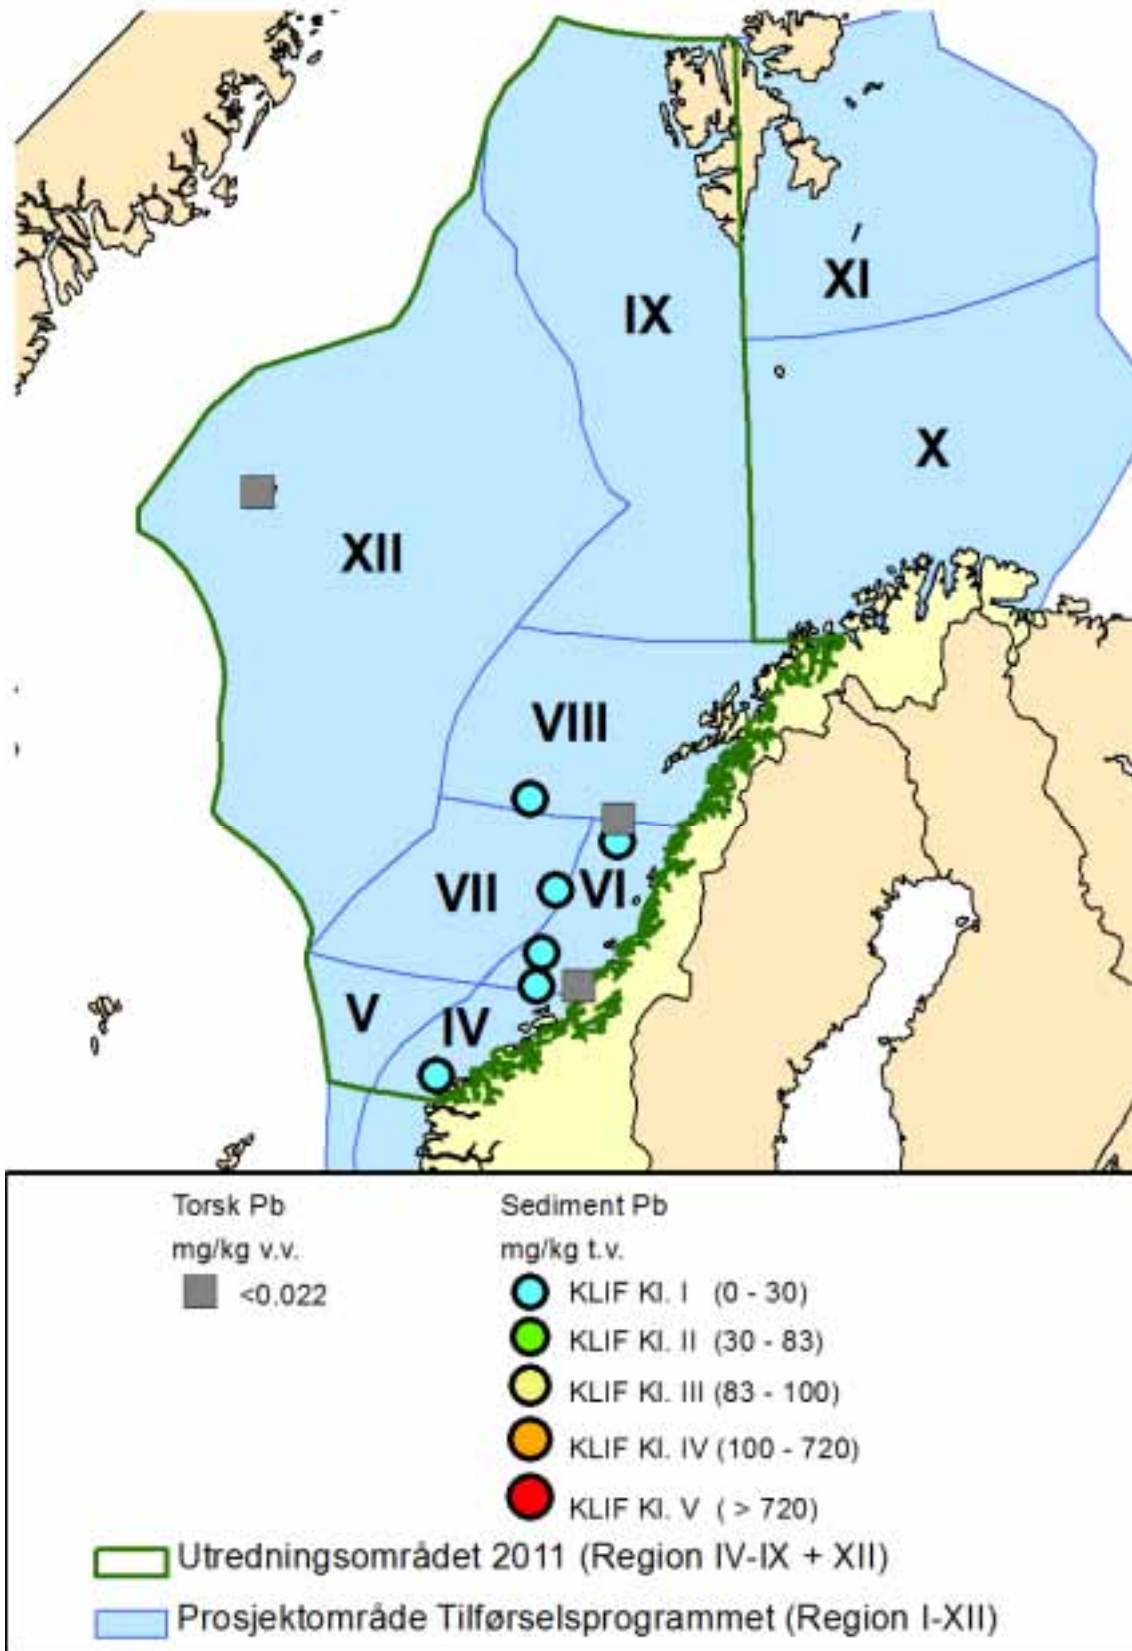 IX
XI
X
XII
VIII
VII
VI
V
IV
Torsk Pb
mg/kg v.v.
<0.022
Sediment Pb
mg/kg t.v.
KLIF Kl. I (0 - 30)
KLIF Kl. II (30 - 83)
KLIF Kl. III (83 - 100)
KLIF Kl. IV (100 - 720)
KLIF Kl. V ( > 720)
Utredningsområdet 2011 (Region IV-IX + XII)
Prosjektområde Tilførselsprogrammet (Region I-XII)